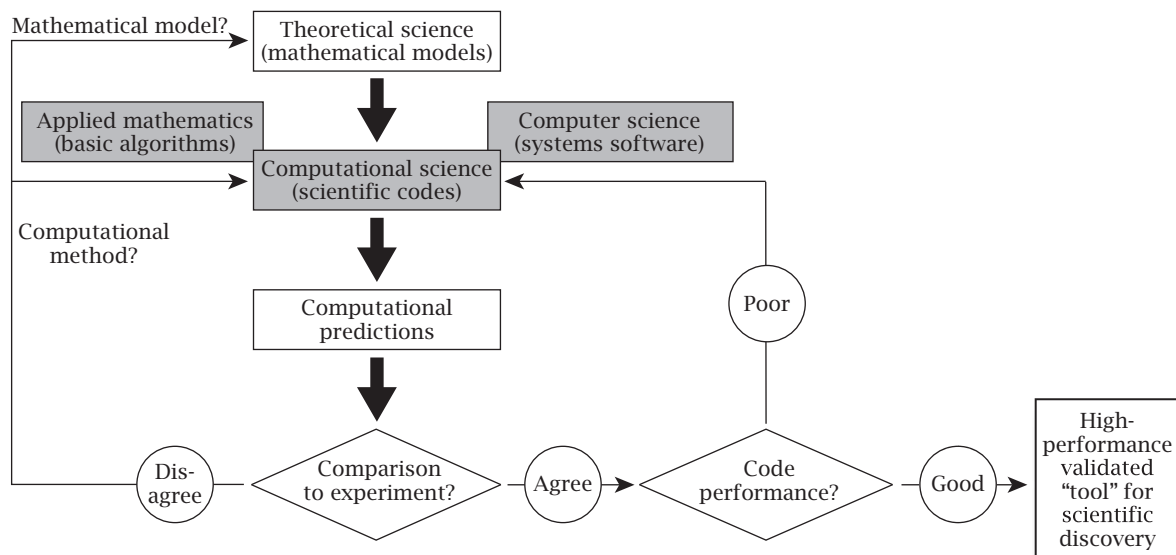 Mathematical model?
Theoretical science
(mathematical models)
Applied mathematics
(basic algorithms)
Computer science
(systems software)
Computational science
(scientific codes)
Computational
method?
Computational
predictions
Poor
Dis-
agree
Comparison
to experiment?
Agree
Code
performance?
Good
High-
performance
validated
“tool” for
scientific
discovery